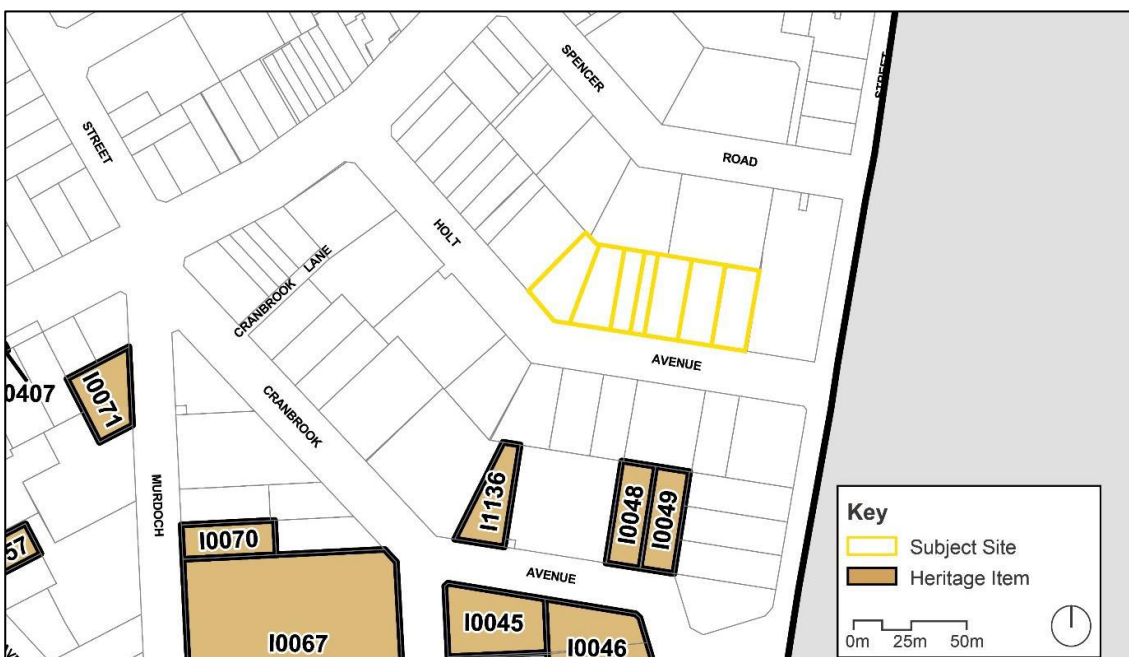 SPENCER
STREET
STREET
ROAD
HOLT
CRANBROOK LANE
AVENUE
0407
I0071
CRANBROOK
MURDOCH
I1136
I0048
I0049
57
I0070
AVENUE
I0045
I0067
I0046
Key
Subject Site
Heritage Item
0m 25m 50m